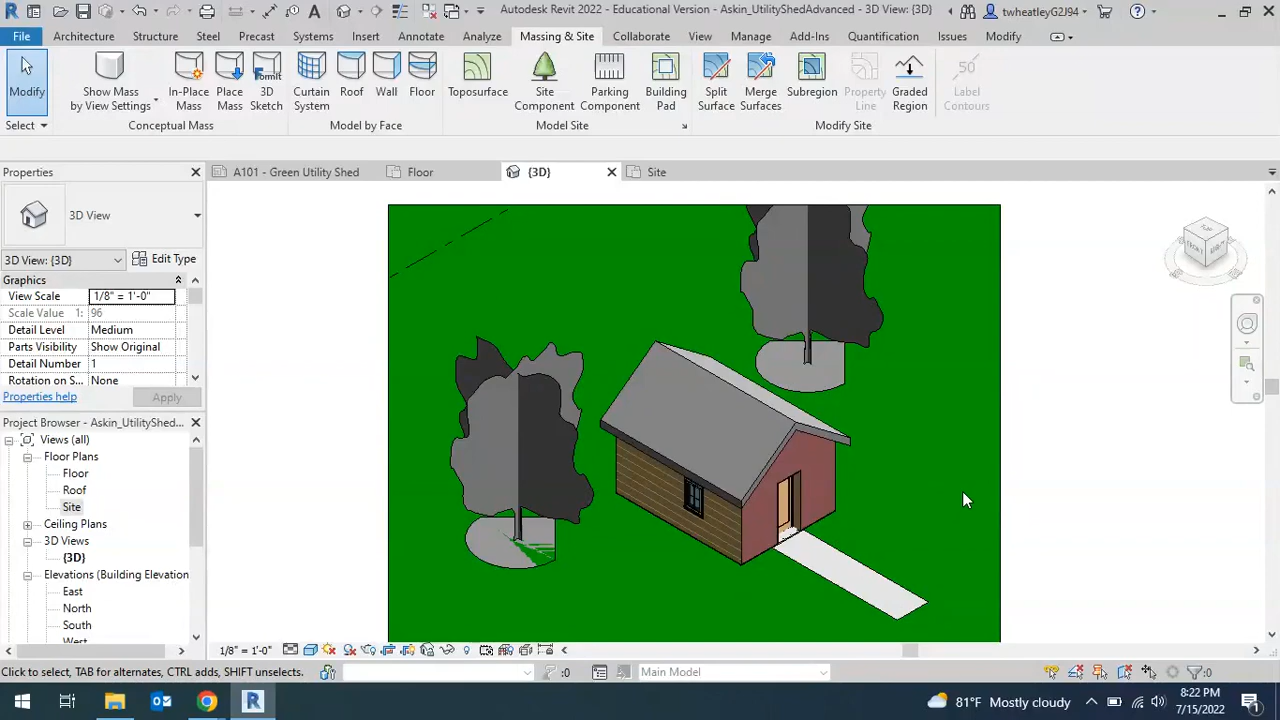 Autodesk Revit 2022 - Educational Version - Askin_UtilityShedAdvanced - 3D View: {3D}
twheatleyG2J94
File Architecture Structure Steel Precast Systems Insert Annotate Analyze Massing & Site Collaborate View Manage Add-Ins Quantification Issues Modify
Modify
Show Mass
by View Settings
In-Place
Mass
Place
Mass
Formit
3D
Sketch
Curtain
System
Roof
Wall
Floor
Toposurface
Site
Component
Parking
Component
Building
Pad
Split
Surface
Merge
Surfaces
Subregion
Property
Line
Graded
Region
50
Label
Contours
Select
Conceptual Mass
Model by Face
Model Site
Modify Site
Properties
A101 - Green Utility Shed
Floor
{3D}
Site
3D View
3D View: {3D}
Edit Type
Graphics
View Scale 1/8" = 1'-0"
Scale Value 1: 96
Detail Level Medium
Parts Visibility Show Original
Detail Number 1
Rotation on S... None
Properties help
Apply
Project Browser - Askin_UtilityShed...
Views (all)
Floor Plans
Floor
Roof
Site
Ceiling Plans
3D Views
{3D}
Elevations (Building Elevation
East
North
South
West
TOP
FRONT
RIGHT
1/8" = 1'-0"
Click to select, TAB for alternates, CTRL adds, SHIFT unselects.
:0
Main Model
:0
81°F Mostly cloudy
8:22 PM
7/15/2022
1